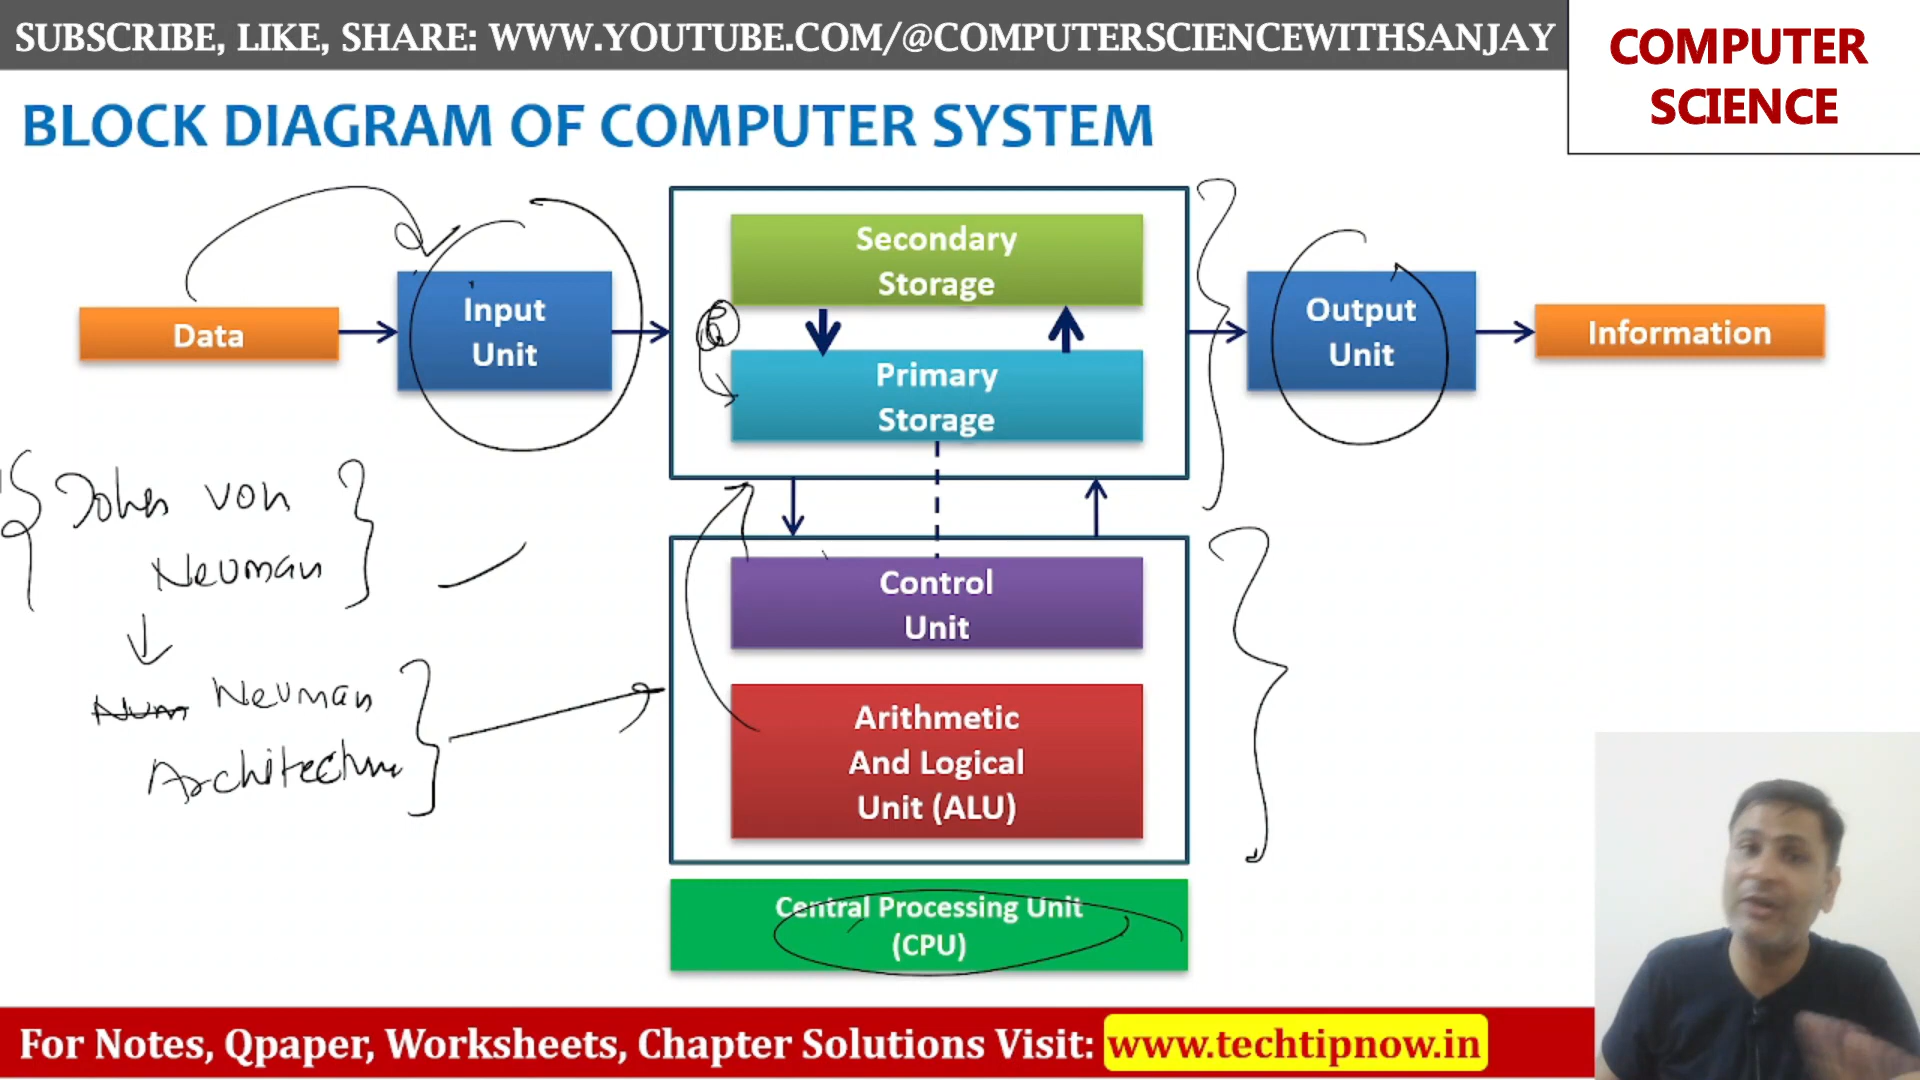 SUBSCRIBE, LIKE, SHARE: WWW.YOUTUBE.COM/@COMPUTERSCIENCEWITHSANJAY
COMPUTER
SCIENCE
BLOCK DIAGRAM OF COMPUTER SYSTEM
Data
Input
Unit
Secondary
Storage
Primary
Storage
Output
Unit
Information
John von
Neuman
Num Neuman
Architecture
Control
Unit
Arithmetic
And Logical
Unit (ALU)
Central Processing Unit
(CPU)
For Notes, Qpaper, Worksheets, Chapter Solutions Visit: www.techtipnow.in